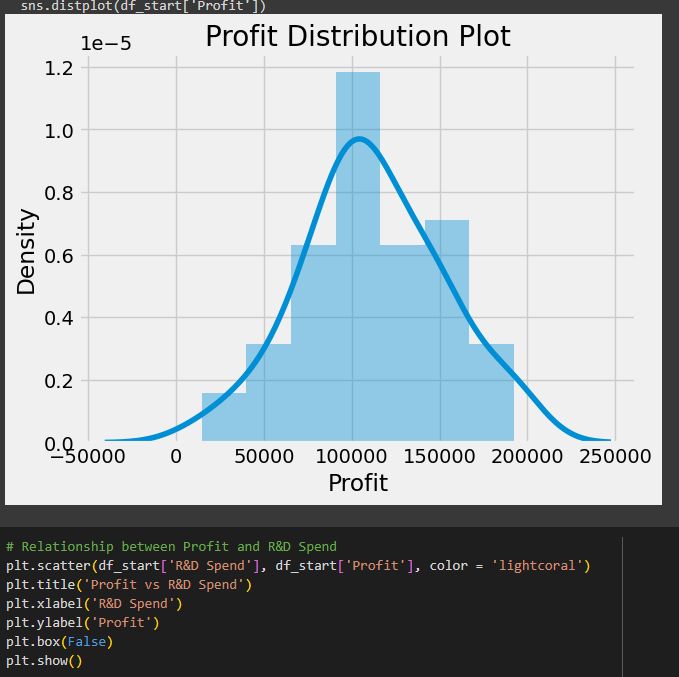 sns.distplot(df_start['Profit'])
Profit Distribution Plot
1e−5
1.2
1.0
0.8
0.6
0.4
0.2
0.0
Density
−50000 0 50000 100000 150000 200000 250000
Profit
# Relationship between Profit and R&D Spend
plt.scatter(df_start['R&D Spend'], df_start['Profit'], color = 'lightcoral')
plt.title('Profit vs R&D Spend')
plt.xlabel('R&D Spend')
plt.ylabel('Profit')
plt.box(False)
plt.show()